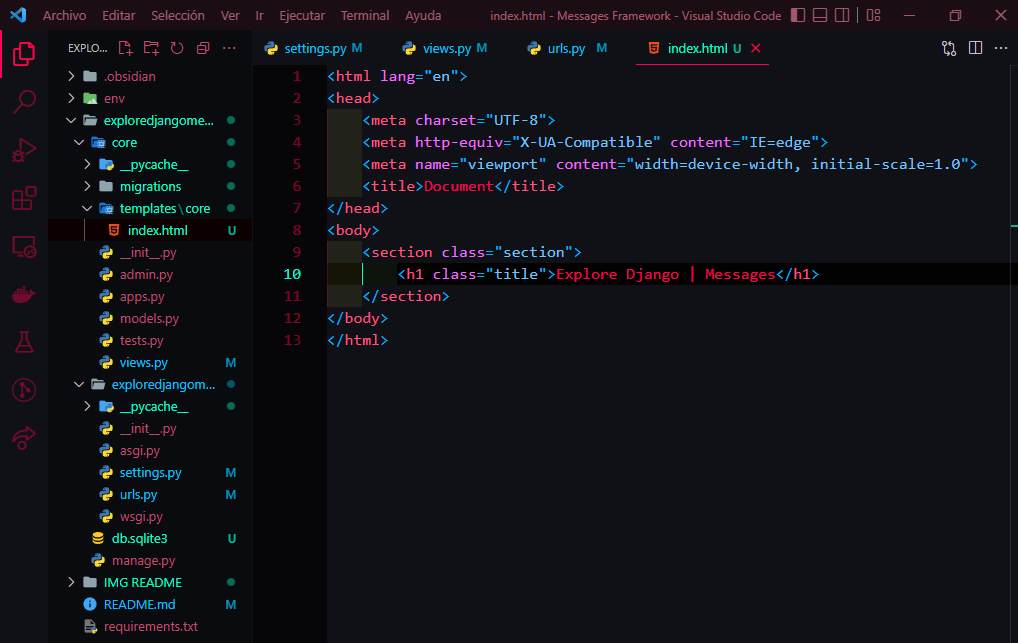 Archivo Editar Selección Ver Ir Ejecutar Terminal Ayuda index.html - Messages Framework - Visual Studio Code
EXPLO...
settings.py M views.py M urls.py M index.html U
.obsidian
env
exploredjangome...
core
__pycache__
migrations
templates\core
index.html U
__init__.py
admin.py
apps.py
models.py
tests.py
views.py M
exploredjangom...
__pycache__
__init__.py
asgi.py
settings.py M
urls.py M
wsgi.py
db.sqlite3 U
manage.py
IMG README
README.md M
requirements.txt
1 <html lang="en">
2 <head>
3 <meta charset="UTF-8">
4 <meta http-equiv="X-UA-Compatible" content="IE=edge">
5 <meta name="viewport" content="width=device-width, initial-scale=1.0">
6 <title>Document</title>
7 </head>
8 <body>
9 <section class="section">
10 <h1 class="title">Explore Django | Messages</h1>
11 </section>
12 </body>
13 </html>